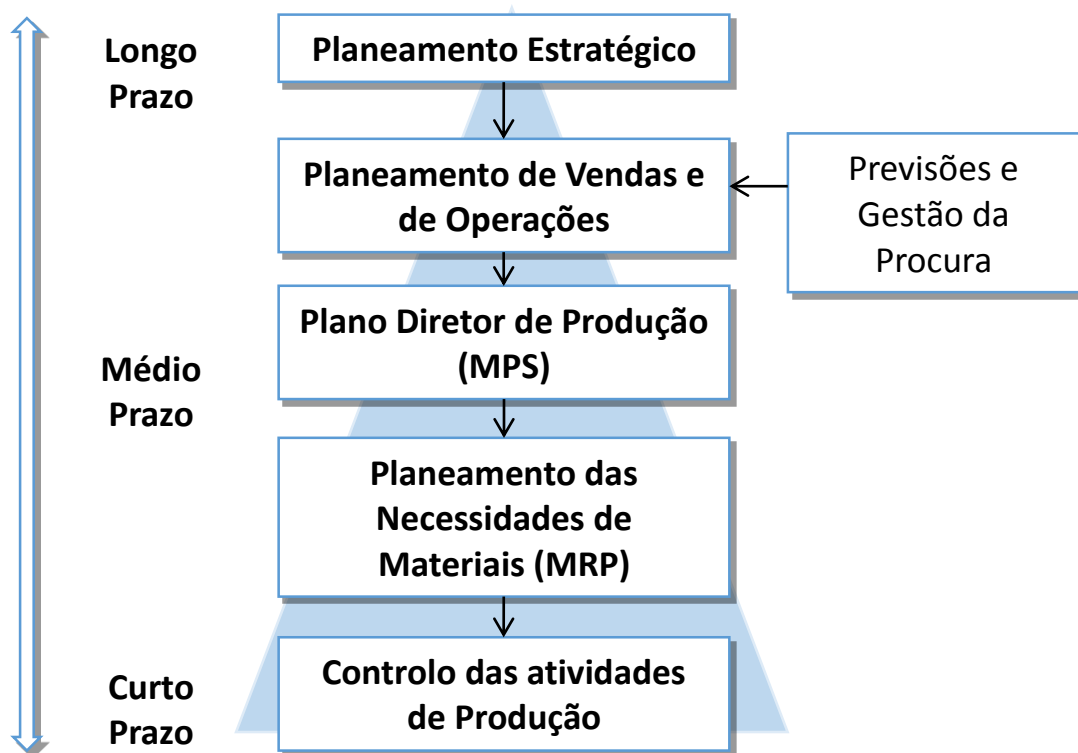 Longo
Prazo
Planeamento Estratégico
Planeamento de Vendas e
de Operações
Previsões e
Gestão da
Procura
Plano Diretor de Produção
(MPS)
Médio
Prazo
Planeamento das
Necessidades de
Materiais (MRP)
Curto
Prazo
Controlo das atividades
de Produção